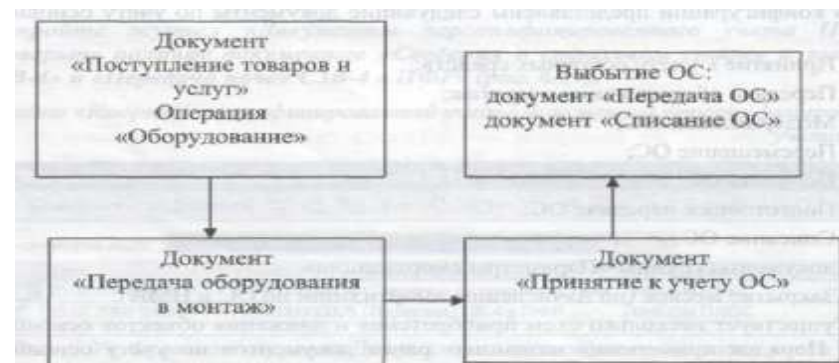 Документ
«Поступление товаров и
услуг»
Операция
«Оборудование»
Выбытие ОС:
документ «Передача ОС»
документ «Списание ОС»
Документ
«Передача оборудования
в монтаж»
Документ
«Принятие к учету ОС»